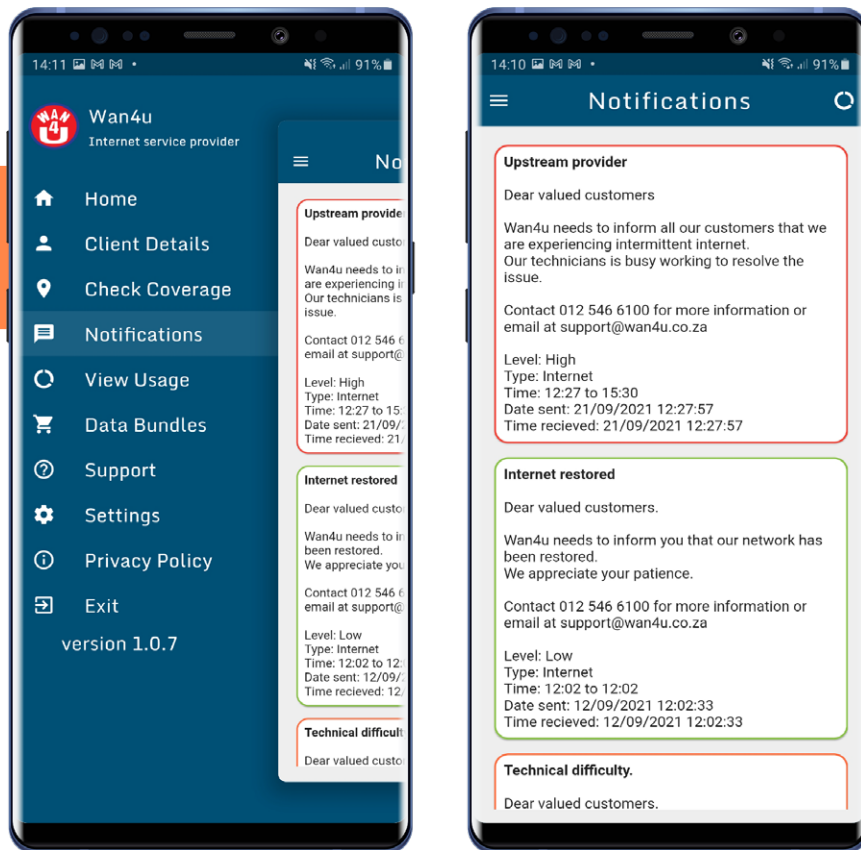 14:11
91%
WAN
4
U
Wan4u
Internet service provider
Home
Client Details
Check Coverage
Notifications
View Usage
Data Bundles
Support
Settings
Privacy Policy
Exit
version 1.0.7
No
Upstream provide
Dear valued custo
Wan4u needs to in
are experiencing i
Our technicians is
issue.
Contact 012 546 6
email at support@
Level: High
Type: Internet
Time: 12:27 to 15:
Date sent: 21/09/
Time recieved: 21/
Internet restored
Dear valued custo
Wan4u needs to in
been restored.
We appreciate you
Contact 012 546 6
email at support@
Level: Low
Type: Internet
Time: 12:02 to 12:
Date sent: 12/09/
Time recieved: 12/
Technical difficult
Dear valued custo
14:10
91%
Notifications
Upstream provider
Dear valued customers
Wan4u needs to inform all our customers that we
are experiencing intermittent internet.
Our technicians is busy working to resolve the
issue.
Contact 012 546 6100 for more information or
email at support@wan4u.co.za
Level: High
Type: Internet
Time: 12:27 to 15:30
Date sent: 21/09/2021 12:27:57
Time recieved: 21/09/2021 12:27:57
Internet restored
Dear valued customers.
Wan4u needs to inform you that our network has
been restored.
We appreciate your patience.
Contact 012 546 6100 for more information or
email at support@wan4u.co.za
Level: Low
Type: Internet
Time: 12:02 to 12:02
Date sent: 12/09/2021 12:02:33
Time recieved: 12/09/2021 12:02:33
Technical difficulty.
Dear valued customers.